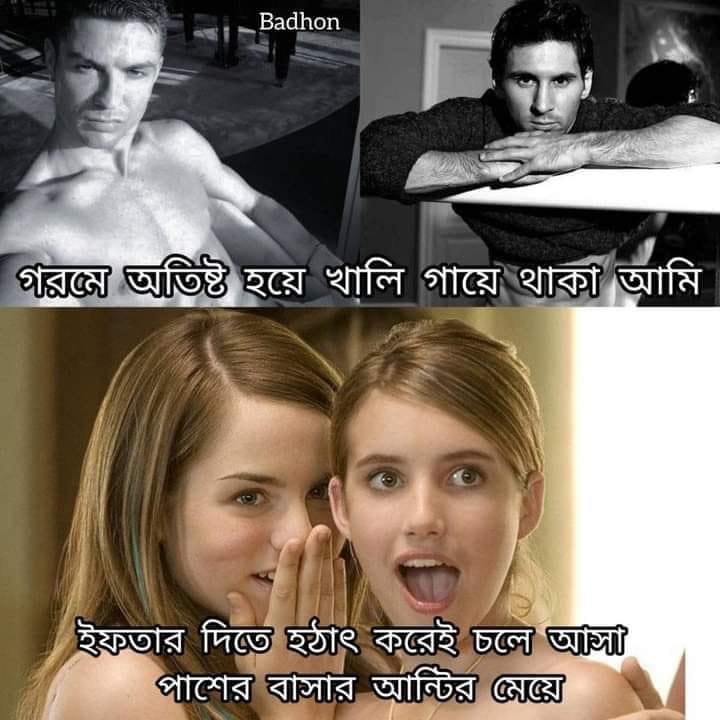 Badhon
গরমে অতিষ্ট হয়ে খালি গায়ে থাকা আমি
ইফতার দিতে হঠাৎ করেই চলে আসা
পাশের বাসার আন্টির মেয়ে